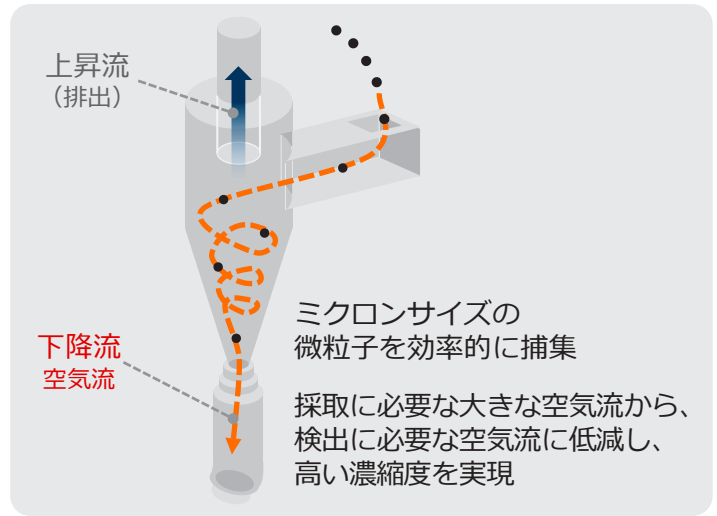 上昇流
（排出）
下降流
空気流
ミクロンサイズの
微粒子を効率的に捕集
採取に必要な大きな空気流から、
検出に必要な空気流に低減し、
高い濃縮度を実現